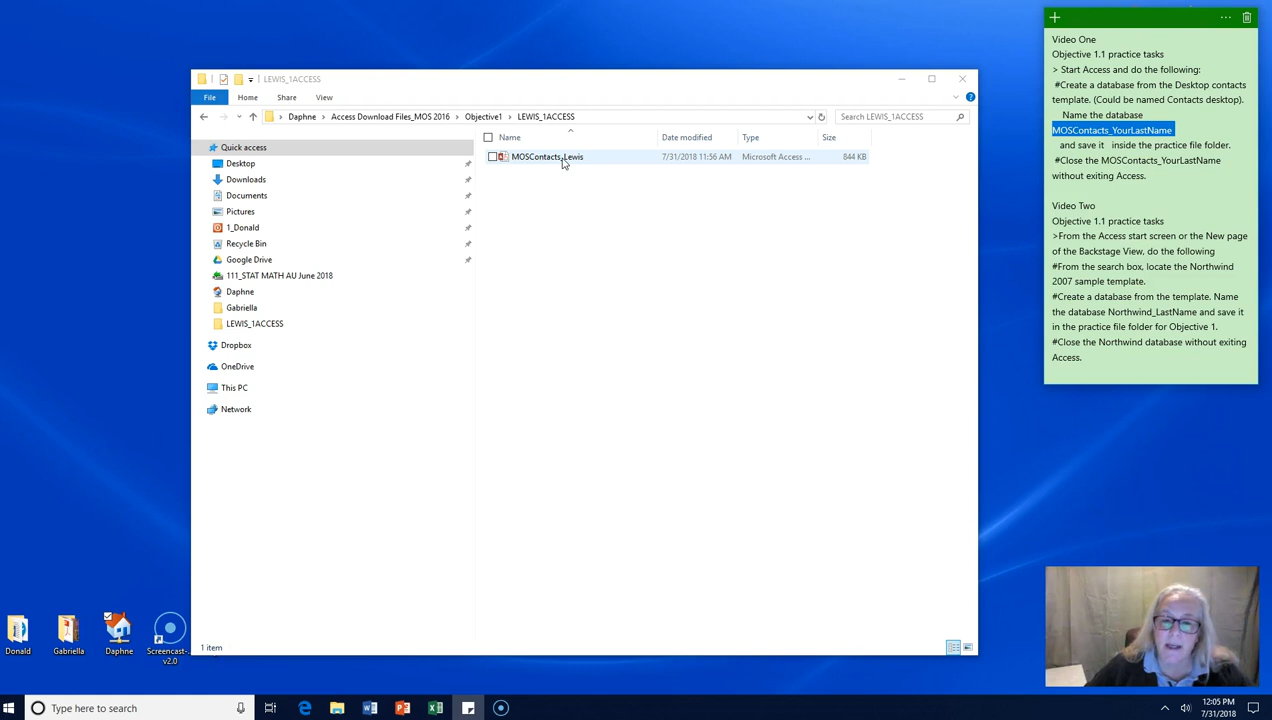 LEWIS_1ACCESS
File Home Share View
Daphne Access Download Files_MOS 2016 Objective1 LEWIS_1ACCESS
Search LEWIS_1ACCESS
Name Date modified Type Size
MOSContacts_Lewis 7/31/2018 11:56 AM Microsoft Access ... 844 KB
Quick access
Desktop
Downloads
Documents
Pictures
1_Donald
Recycle Bin
Google Drive
111_STAT MATH AU June 2018
Daphne
Gabriella
LEWIS_1ACCESS
Dropbox
OneDrive
This PC
Network
1 item
Video One
Objective 1.1 practice tasks
> Start Access and do the following:
#Create a database from the Desktop contacts
template. (Could be named Contacts desktop).
Name the database
MOSContacts_YourLastName
and save it inside the practice file folder.
#Close the MOSContacts_YourLastName
without exiting Access.
Video Two
Objective 1.1 practice tasks
>From the Access start screen or the New page
of the Backstage View, do the following
#From the search box, locate the Northwind
2007 sample template.
#Create a database from the template. Name
the database Northwind_LastName and save it
in the practice file folder for Objective 1.
#Close the Northwind database without exiting
Access.
Donald
Gabriella
Daphne
Screencast-...
v2.0
Type here to search
12:05 PM
7/31/2018